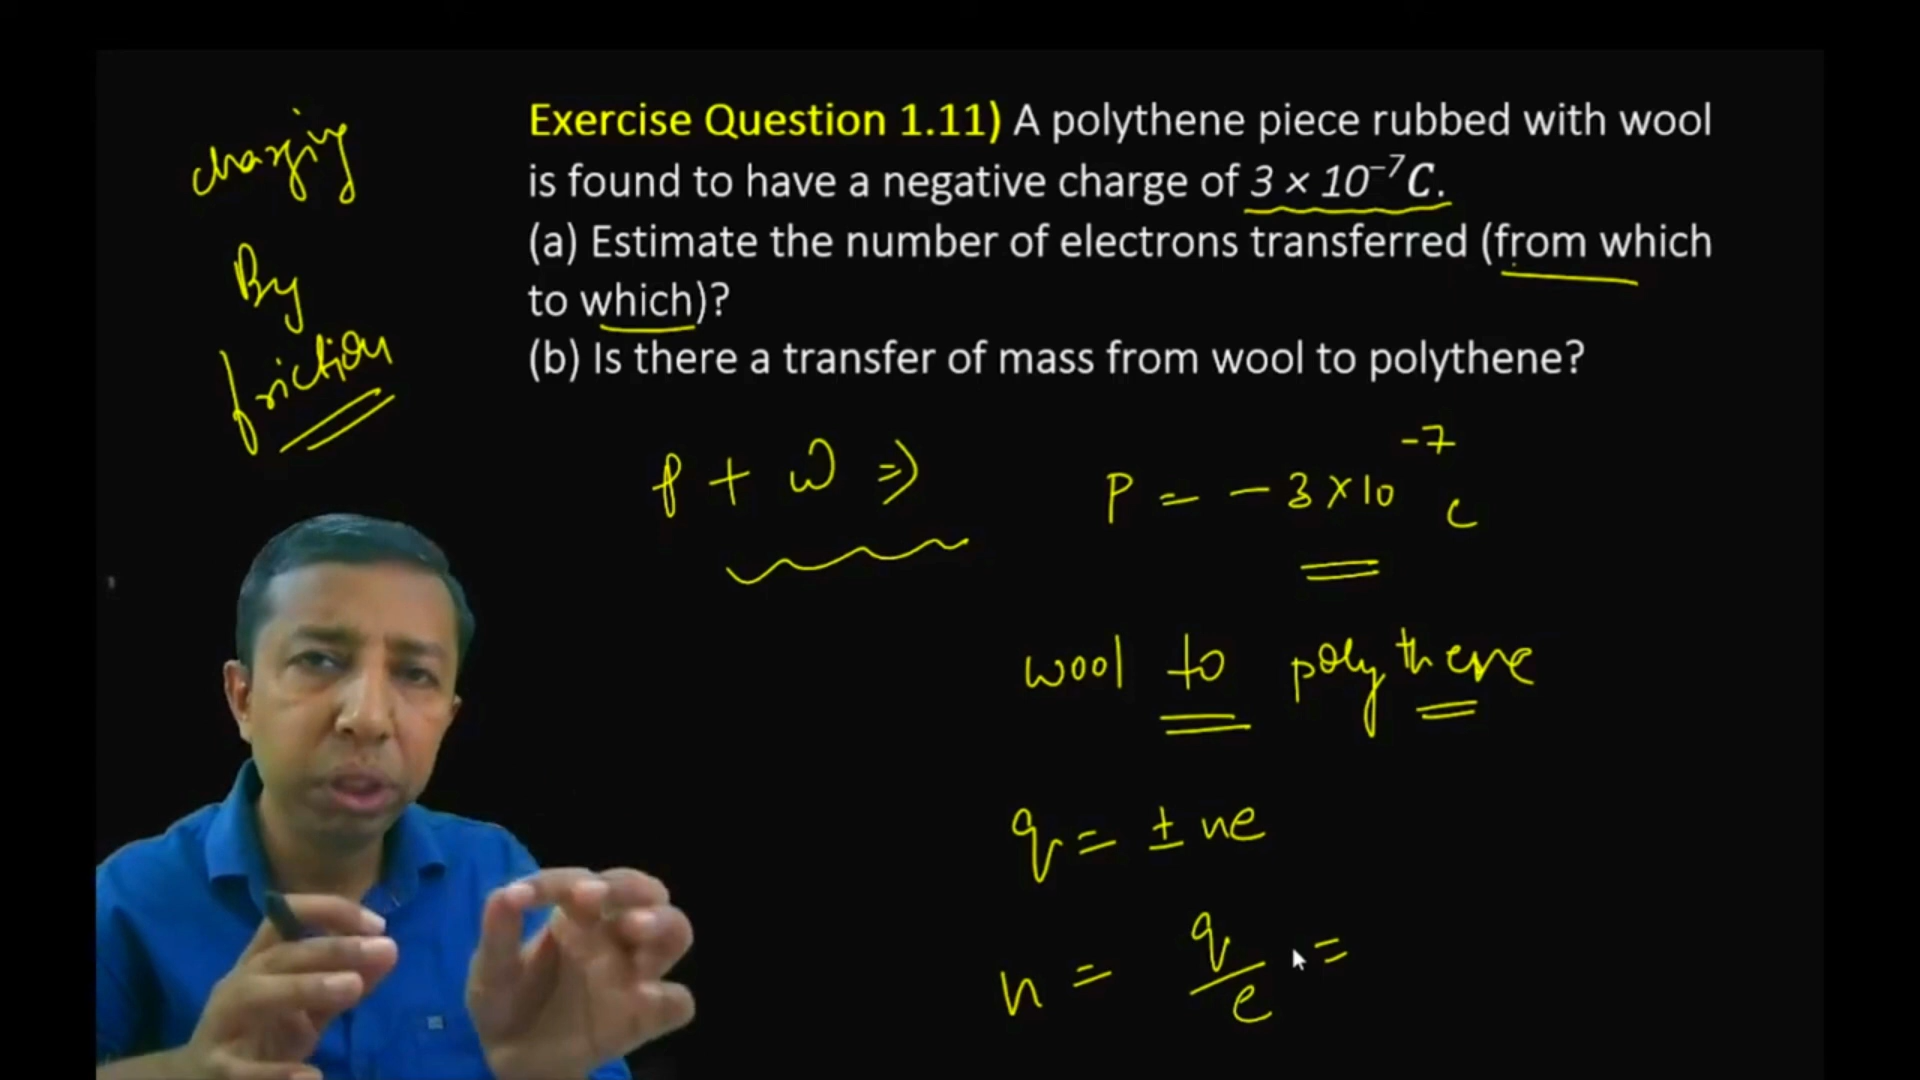 Exercise Question 1.11) A polythene piece rubbed with wool
is found to have a negative charge of 3 × 10⁻⁷C.
(a) Estimate the number of electrons transferred (from which
to which)?
(b) Is there a transfer of mass from wool to polythene?
charging
By
friction
P + W ⇒
P = - 3 × 10⁻⁷ C
wool to polythene
q = ± ne
n = q/e =